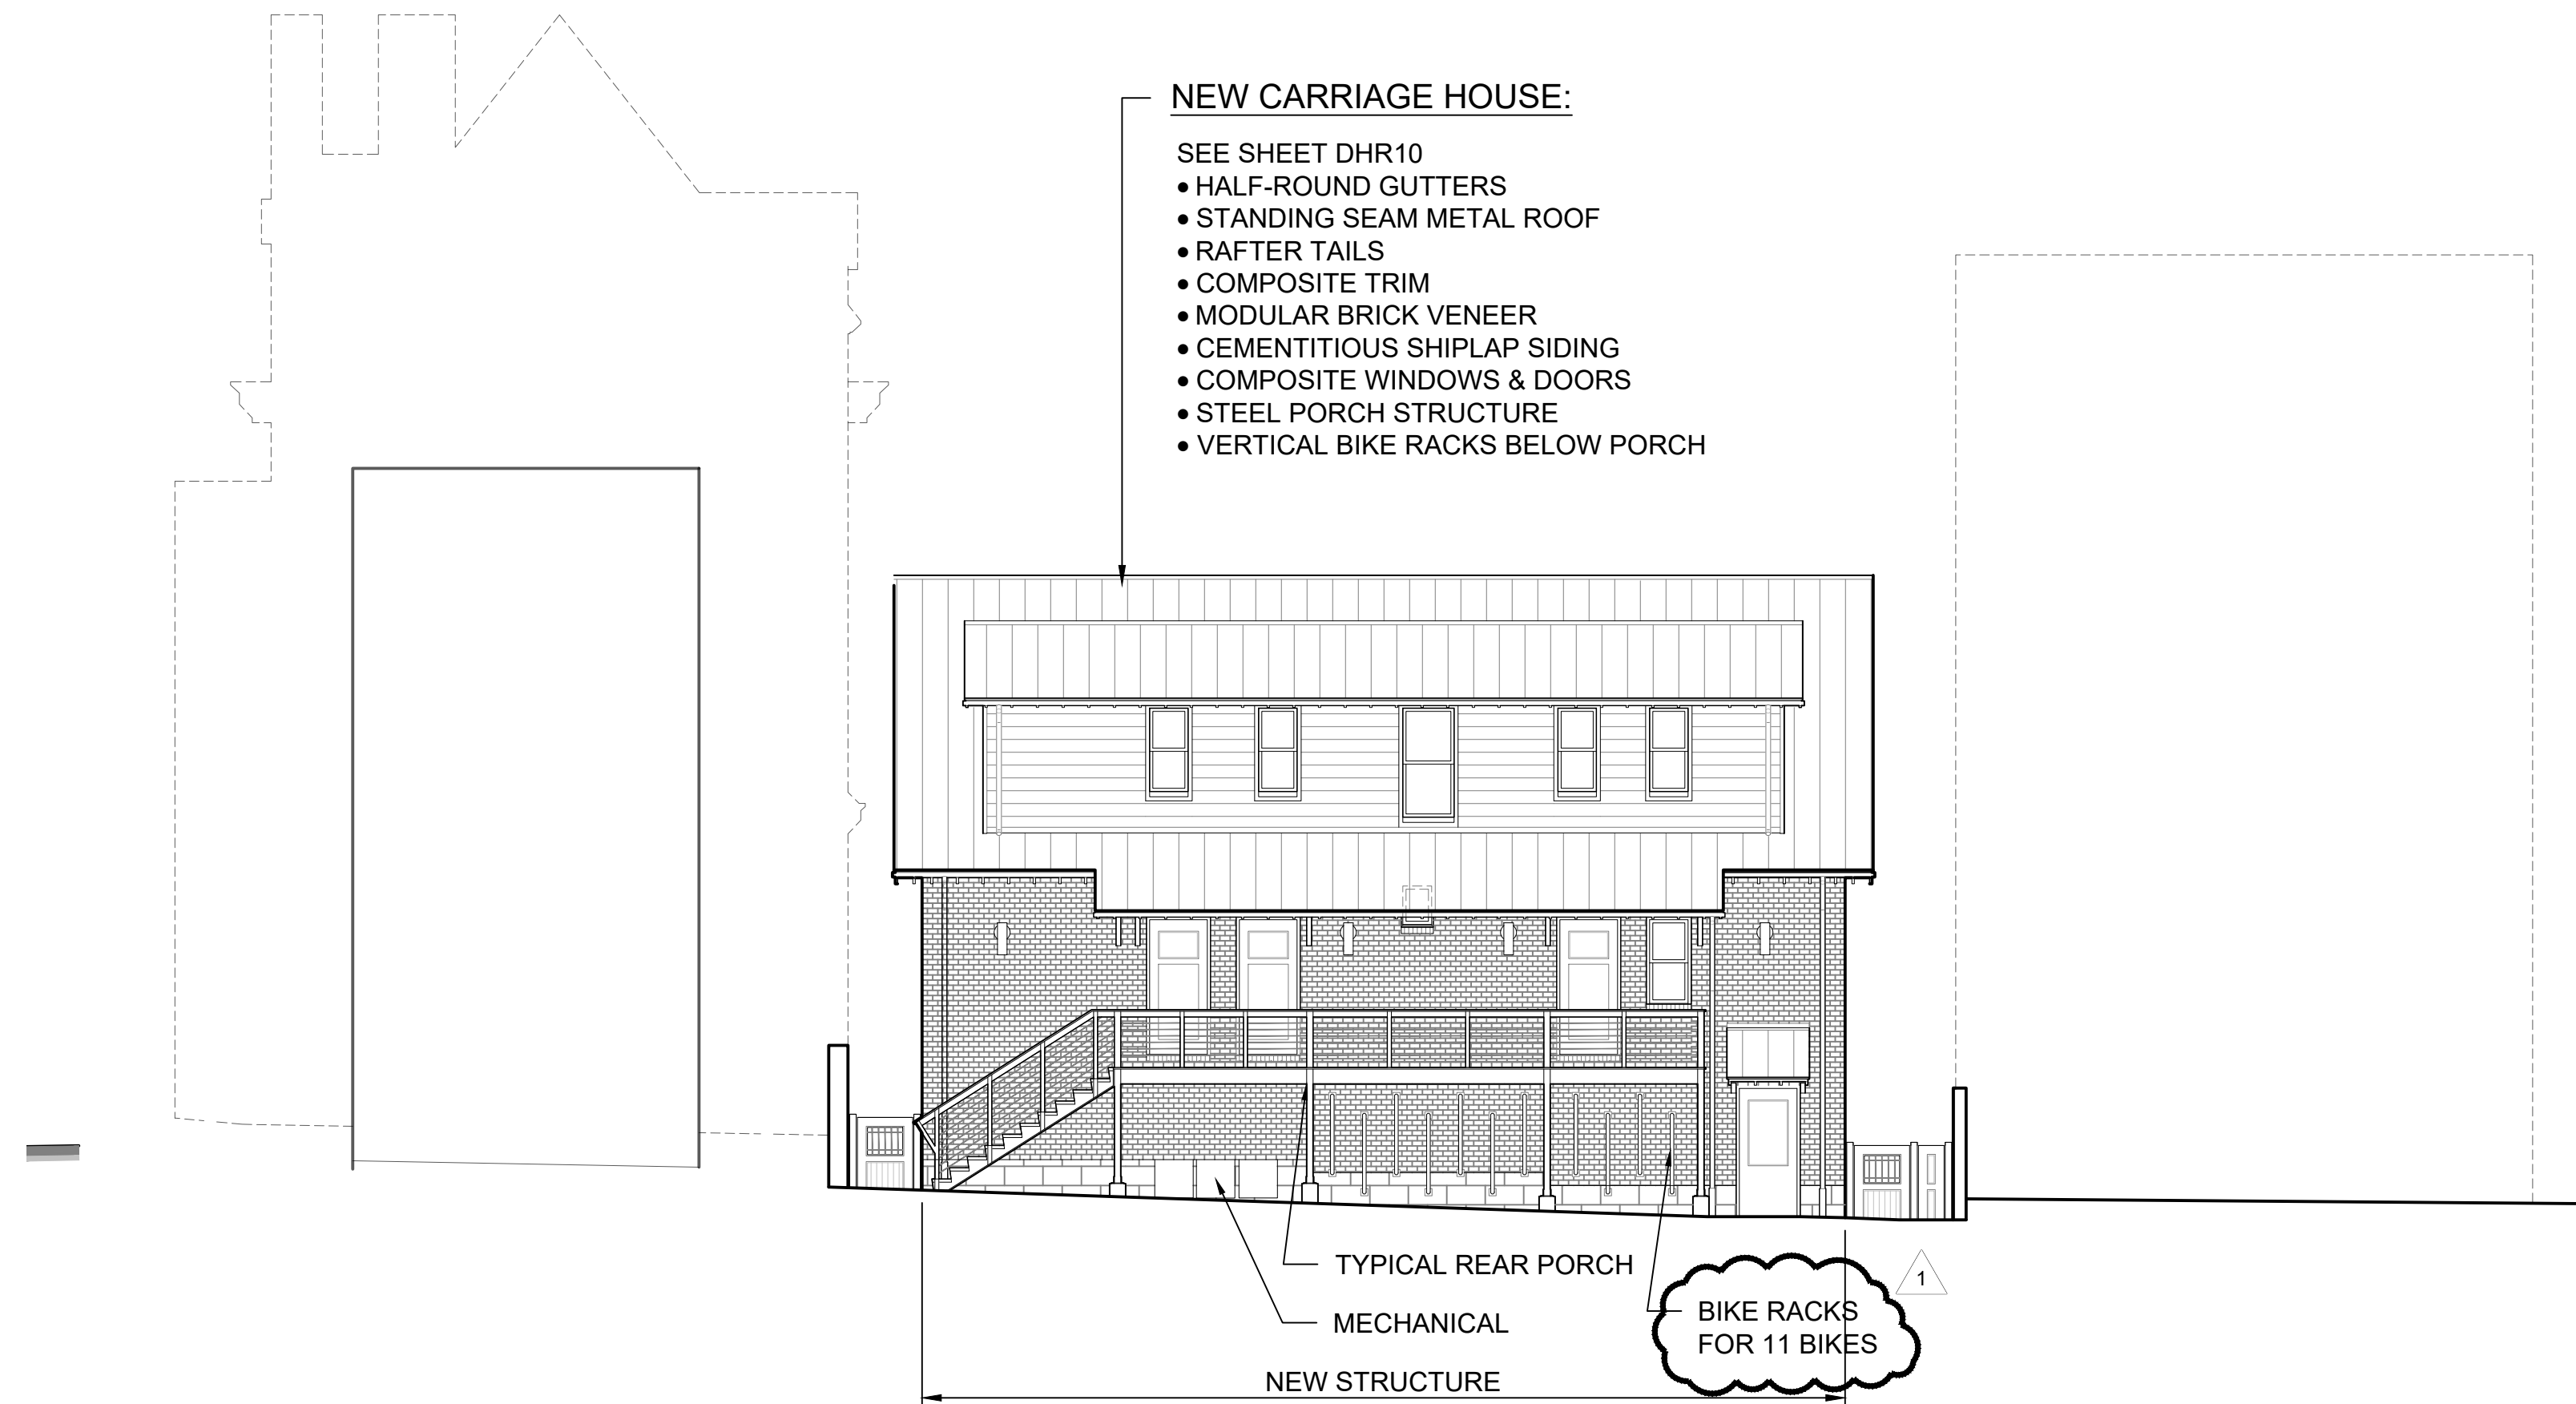 NEW CARRIAGE HOUSE:
SEE SHEET DHR10
• HALF-ROUND GUTTERS
• STANDING SEAM METAL ROOF
• RAFTER TAILS
• COMPOSITE TRIM
• MODULAR BRICK VENEER
• CEMENTITIOUS SHIPLAP SIDING
• COMPOSITE WINDOWS & DOORS
• STEEL PORCH STRUCTURE
• VERTICAL BIKE RACKS BELOW PORCH
TYPICAL REAR PORCH
MECHANICAL
1
BIKE RACKS
FOR 11 BIKES
NEW STRUCTURE